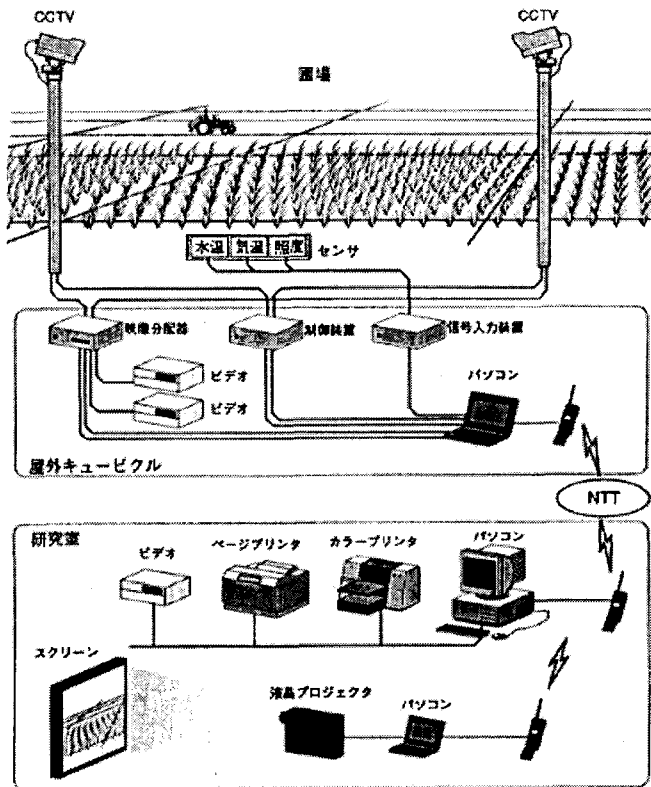 CCTV
CCTV
圃場
水温 気温 照度 センサ
映像分配器
制御装置
信号入力装置
ビデオ
ビデオ
パソコン
屋外キュービクル
NTT
研究室
ビデオ
ページプリンタ
カラープリンタ
パソコン
スクリーン
液晶プロジェクタ
パソコン